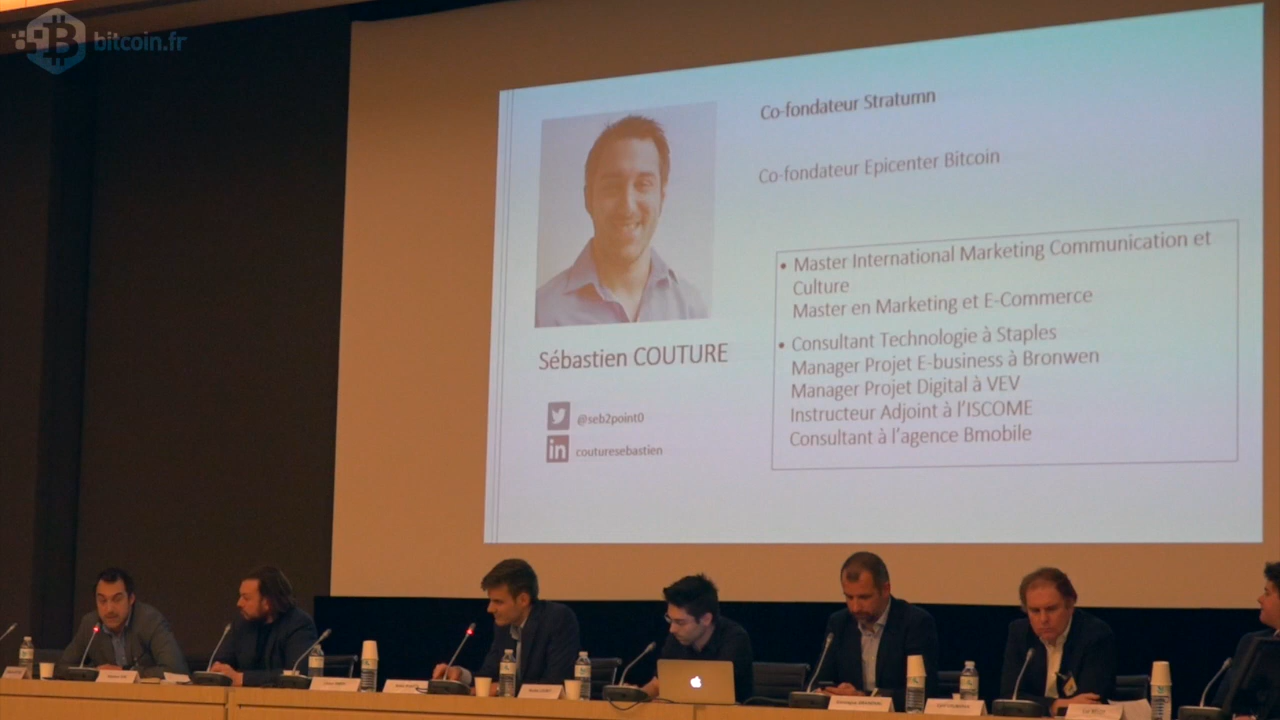 bitcoin.fr
Co-fondateur Stratumn
Co-fondateur Epicenter Bitcoin
• Master International Marketing Communication et
Culture
Master en Marketing et E-Commerce
• Consultant Technologie à Staples
Manager Projet E-business à Bronwen
Manager Projet Digital à VEV
Instructeur Adjoint à l'ISCOME
Consultant à l'agence Bmobile
Sébastien COUTURE
@seb2point0
in couturesebastien